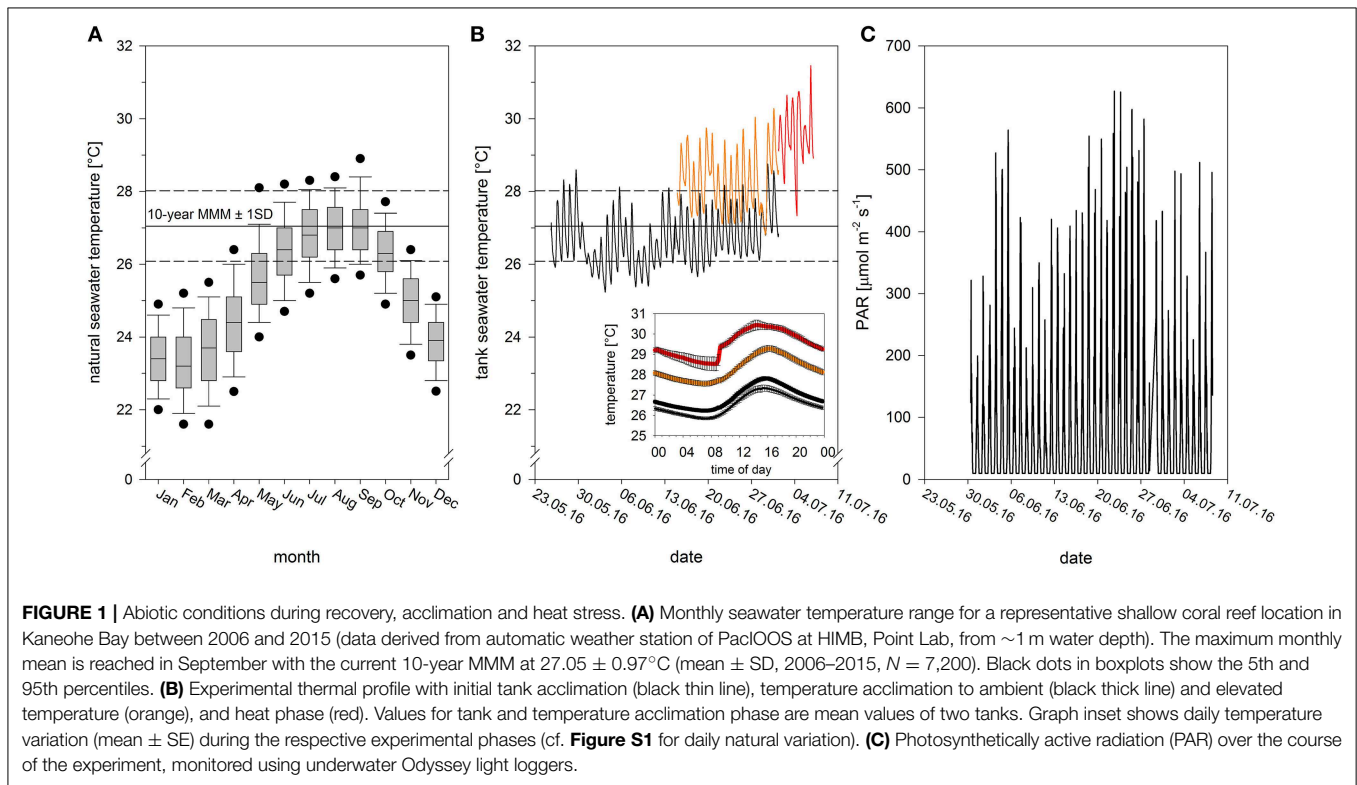 A
natural seawater temperature [°C]
32
30
28
26
24
22
0
10-year MMM ± 1SD
Jan
Feb
Mar
Apr
May
Jun
Jul
Aug
Sep
Oct
Nov
Dec
month
B
tank seawater temperature [°C]
32
30
28
26
24
22
0
temperature [°C]
31
30
29
28
27
26
25
00 04 08 12 16 20 00
time of day
23.05.16
30.05.16
06.06.16
13.06.16
20.06.16
27.06.16
04.07.16
11.07.16
date
C
PAR [µmol m-2 s-1]
700
600
500
400
300
200
100
0
23.05.16
30.05.16
06.06.16
13.06.16
20.06.16
27.06.16
04.07.16
11.07.16
date
FIGURE 1 | Abiotic conditions during recovery, acclimation and heat stress. (A) Monthly seawater temperature range for a representative shallow coral reef location in
Kaneohe Bay between 2006 and 2015 (data derived from automatic weather station of PacIOOS at HIMB, Point Lab, from ~1 m water depth). The maximum monthly
mean is reached in September with the current 10-year MMM at 27.05 ± 0.97°C (mean ± SD, 2006–2015, N = 7,200). Black dots in boxplots show the 5th and
95th percentiles. (B) Experimental thermal profile with initial tank acclimation (black thin line), temperature acclimation to ambient (black thick line) and elevated
temperature (orange), and heat phase (red). Values for tank and temperature acclimation phase are mean values of two tanks. Graph inset shows daily temperature
variation (mean ± SE) during the respective experimental phases (cf. Figure S1 for daily natural variation). (C) Photosynthetically active radiation (PAR) over the course
of the experiment, monitored using underwater Odyssey light loggers.